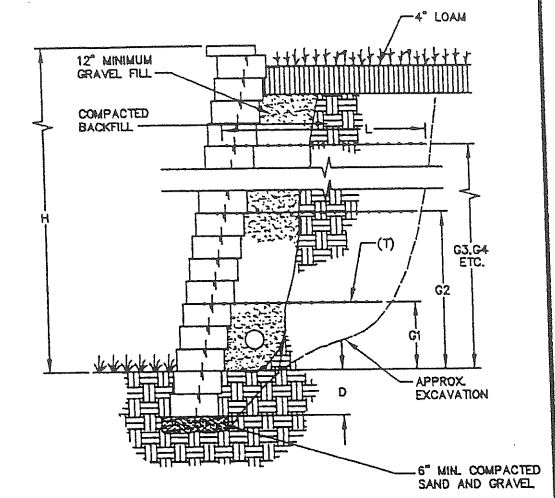 4" LOAM
12" MINIMUM
GRAVEL FILL
COMPACTED
BACKFILL
L
H
G3,G4
ETC.
(T)
G2
G1
D
APPROX.
EXCAVATION
6" MIN. COMPACTED
SAND AND GRAVEL